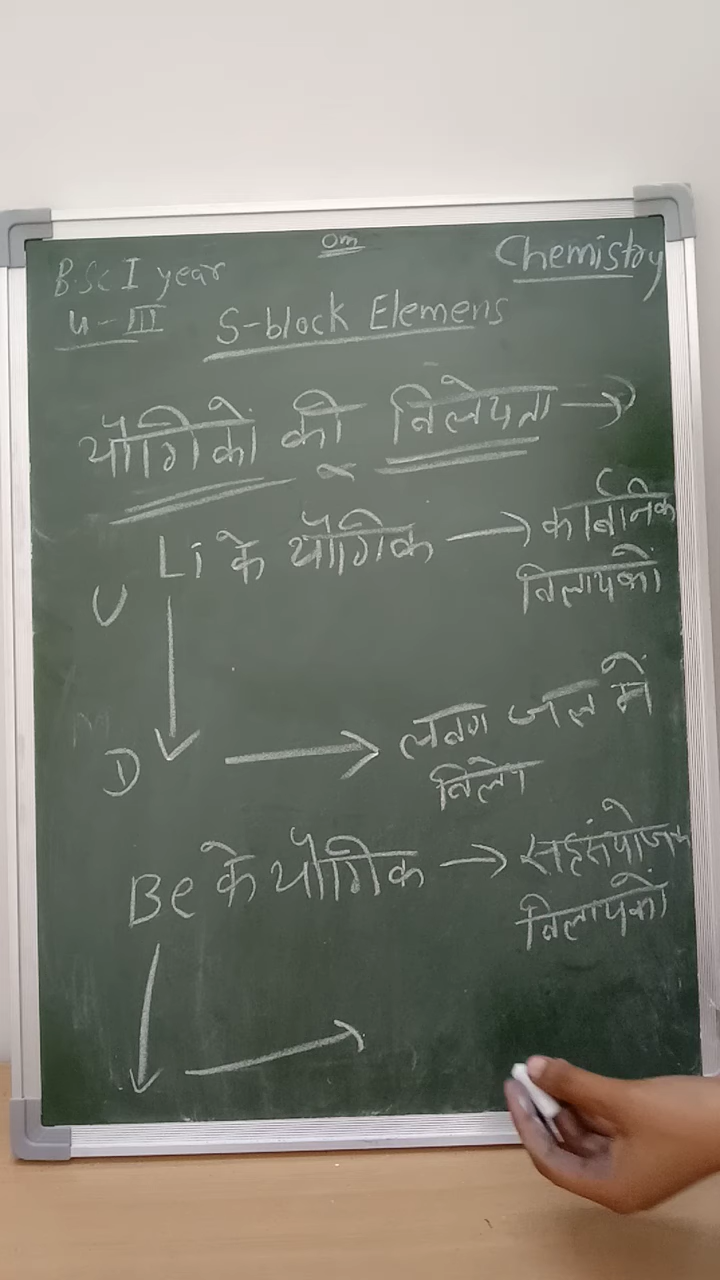 Om
B.Sc I year
Chemistry
U-III
S-block Elemens
यौगिको की विलेयता →
Li के यौगिक → कार्बनिक
विलायकों
U
D → लवण जल में
विलेय
Be के यौगिक → सहसंयोजक
विलायकों